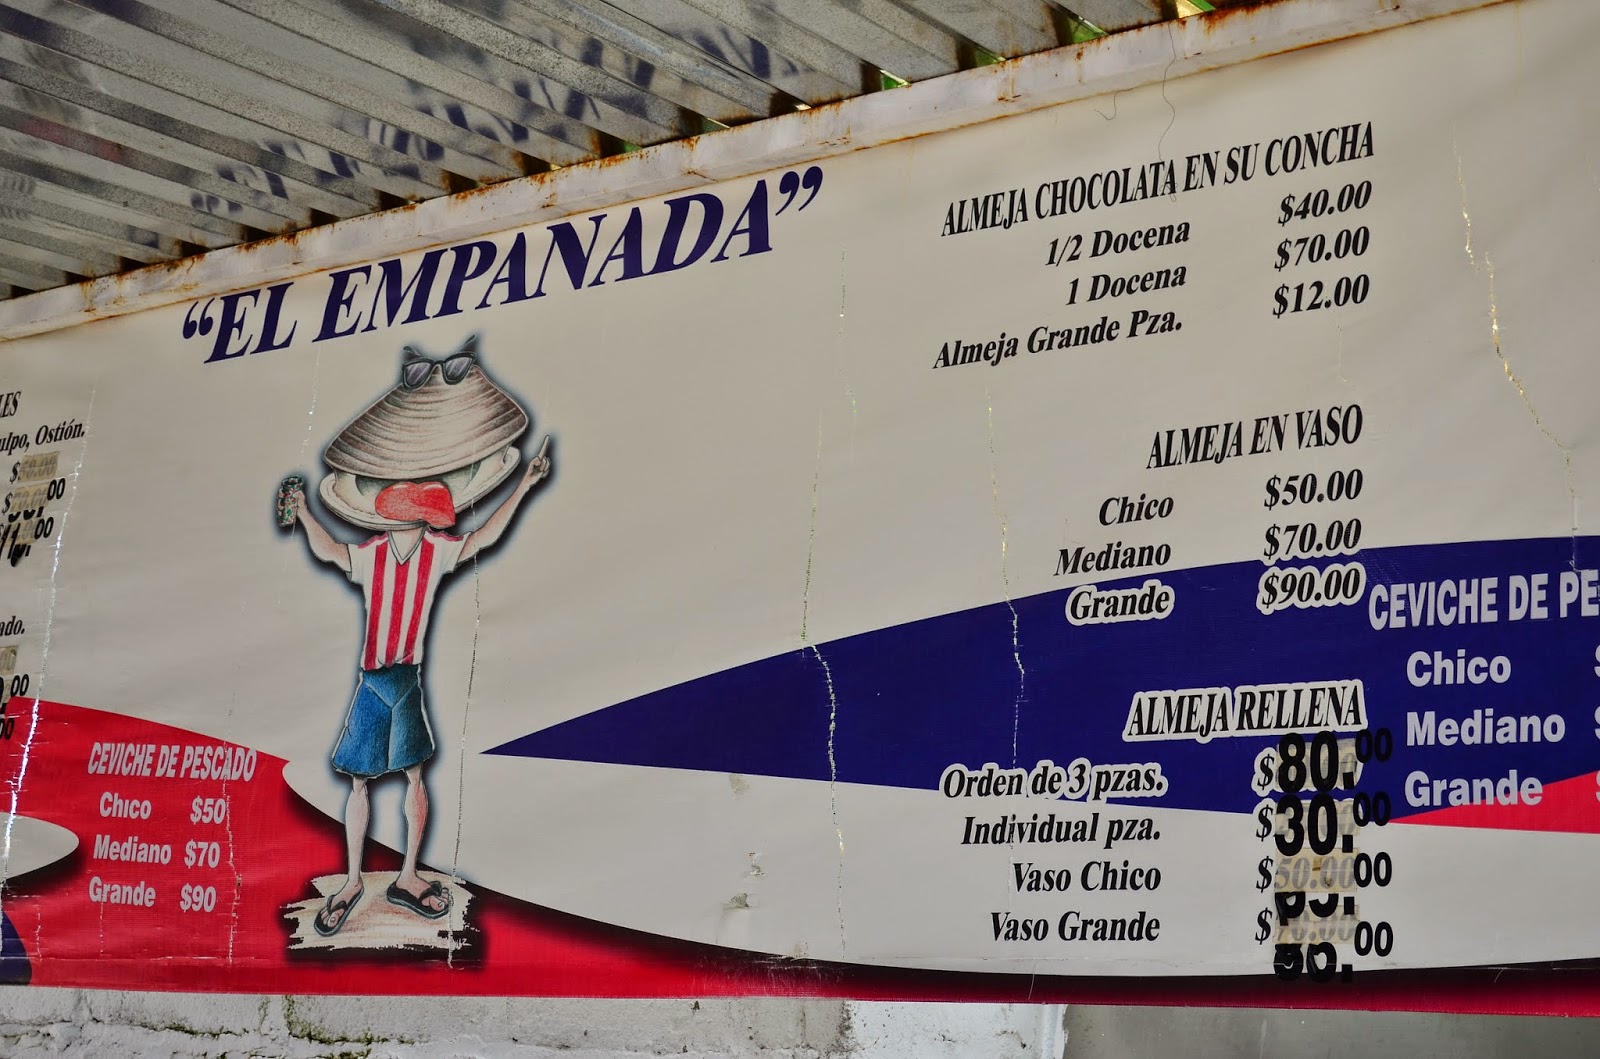 "EL EMPANADA"
Ostión.
CEVICHE DE PESCADO
Chico $50
Mediano $70
Grande $90
ALMEJA CHOCOLATA EN SU CONCHA
1/2 Docena $40.00
1 Docena $70.00
Almeja Grande Pza. $12.00
ALMEJA EN VASO
Chico $50.00
Mediano $70.00
Grande $90.00
ALMEJA RELLENA
Orden de 3 pzas. $80.00
Individual pza. $30.00
Vaso Chico
Vaso Grande
CEVICHE DE PE
Chico
Mediano
Grande